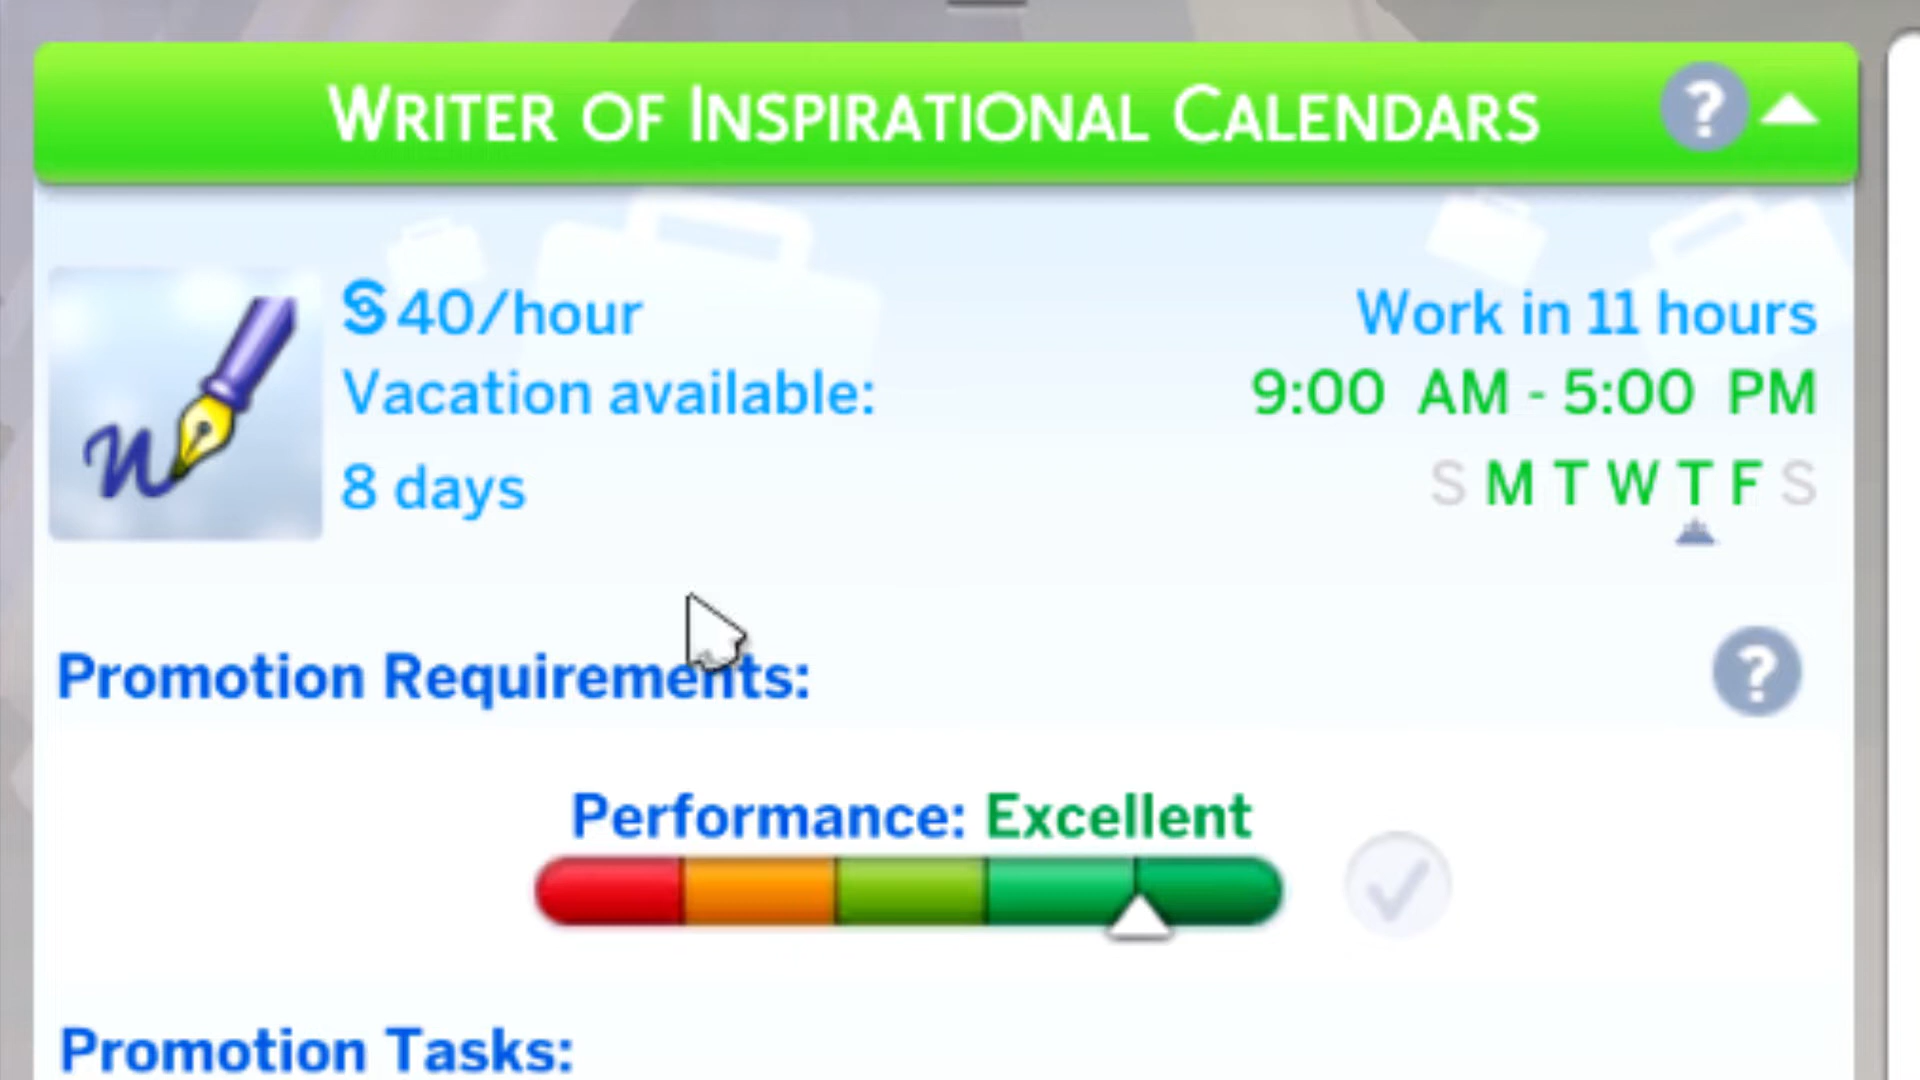 WRITER OF INSPIRATIONAL CALENDARS
40/hour
Work in 11 hours
Vacation available:
9:00 AM - 5:00 PM
8 days
S M T W T F S
Promotion Requirements:
Performance: Excellent
Promotion Tasks: